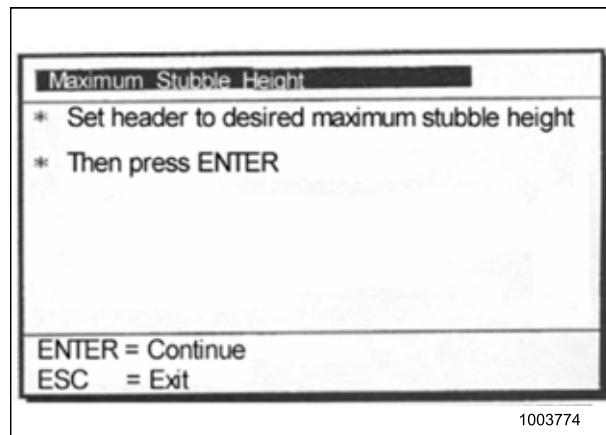 Maximum Stubble Height
* Set header to desired maximum stubble height
* Then press ENTER
ENTER = Continue
ESC = Exit
1003774